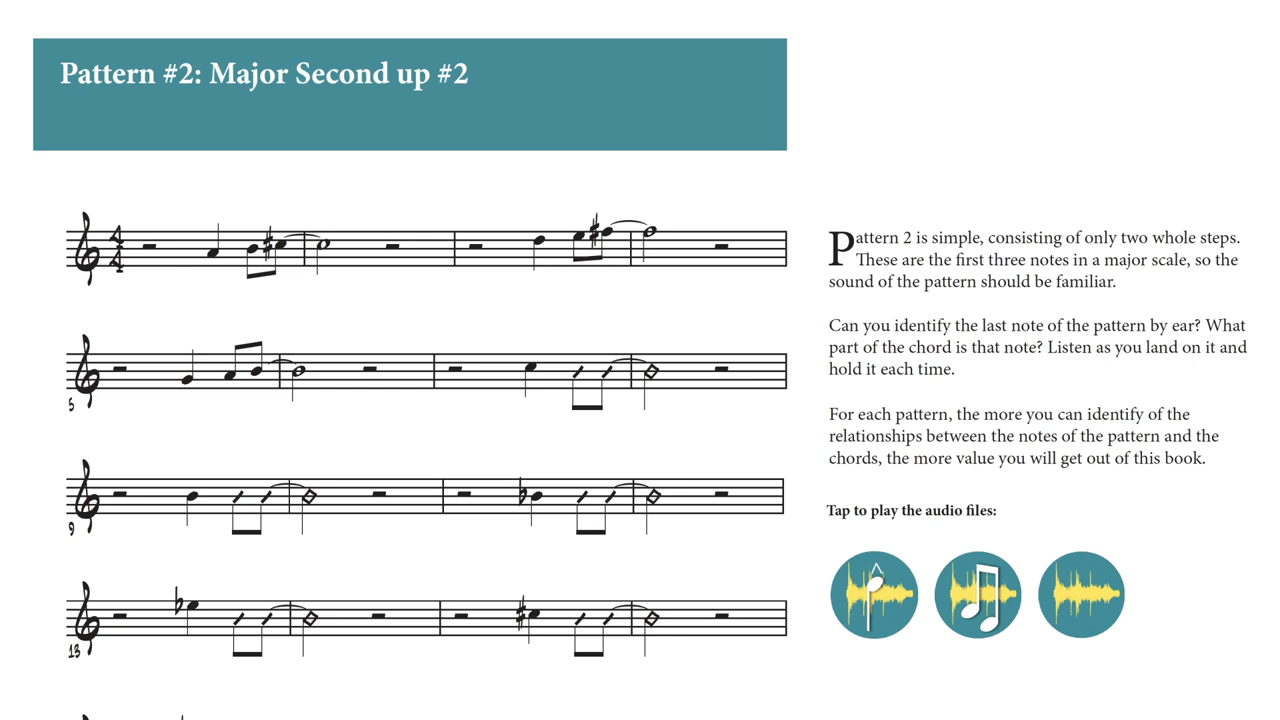 Pattern #2: Major Second up #2
Pattern 2 is simple, consisting of only two whole steps.
These are the first three notes in a major scale, so the
sound of the pattern should be familiar.
Can you identify the last note of the pattern by ear? What
part of the chord is that note? Listen as you land on it and
hold it each time.
For each pattern, the more you can identify of the
relationships between the notes of the pattern and the
chords, the more value you will get out of this book.
Tap to play the audio files:
4
4
5
9
13